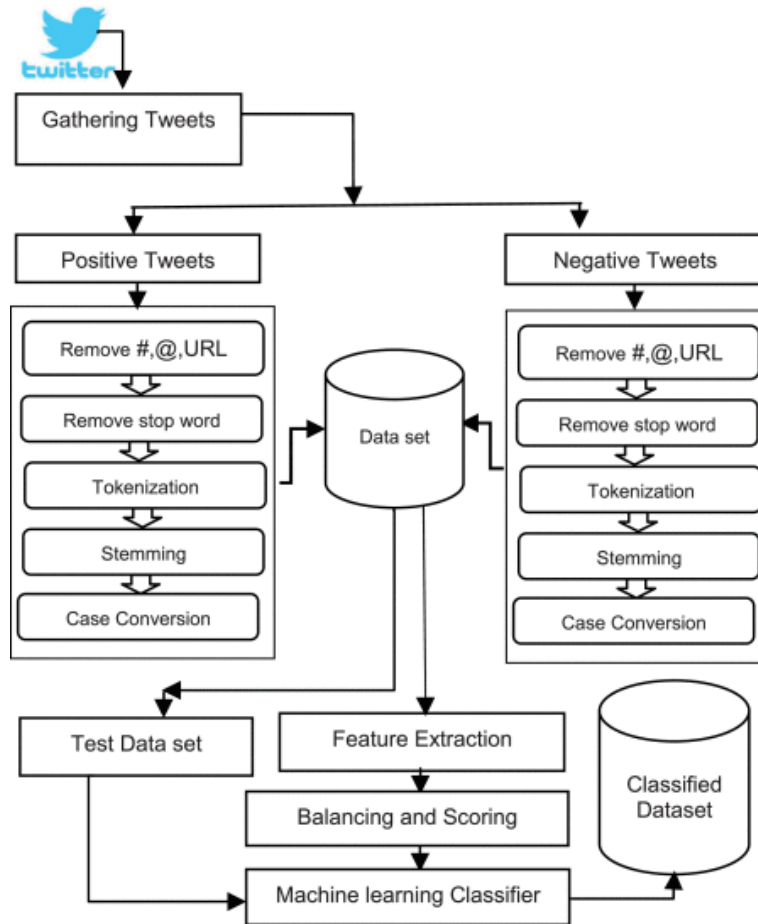 twitter
Gathering Tweets
Positive Tweets
Negative Tweets
Remove #,@,URL
Remove stop word
Tokenization
Stemming
Case Conversion
Data set
Remove #,@,URL
Remove stop word
Tokenization
Stemming
Case Conversion
Test Data set
Feature Extraction
Balancing and Scoring
Machine learning Classifier
Classified
Dataset